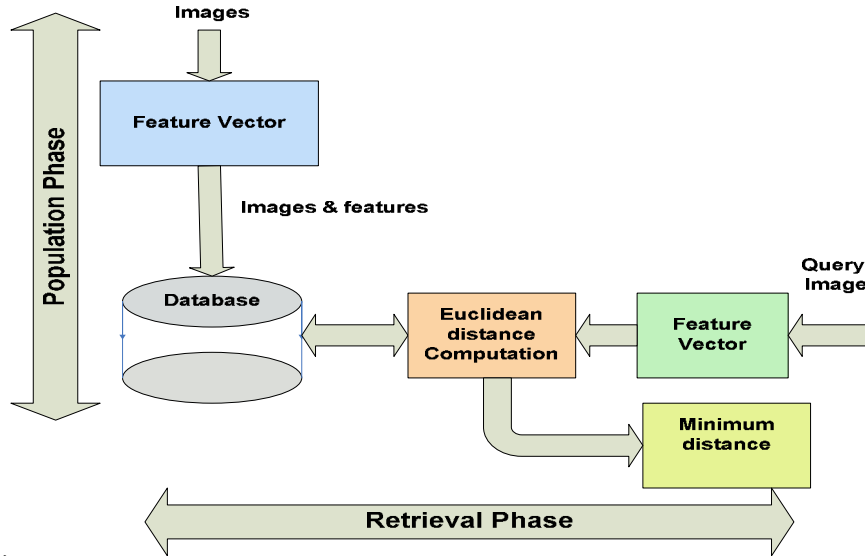 Images
Feature Vector
Population Phase
Images & features
Database
Euclidean
distance
Computation
Feature
Vector
Query
Image
Minimum
distance
Retrieval Phase